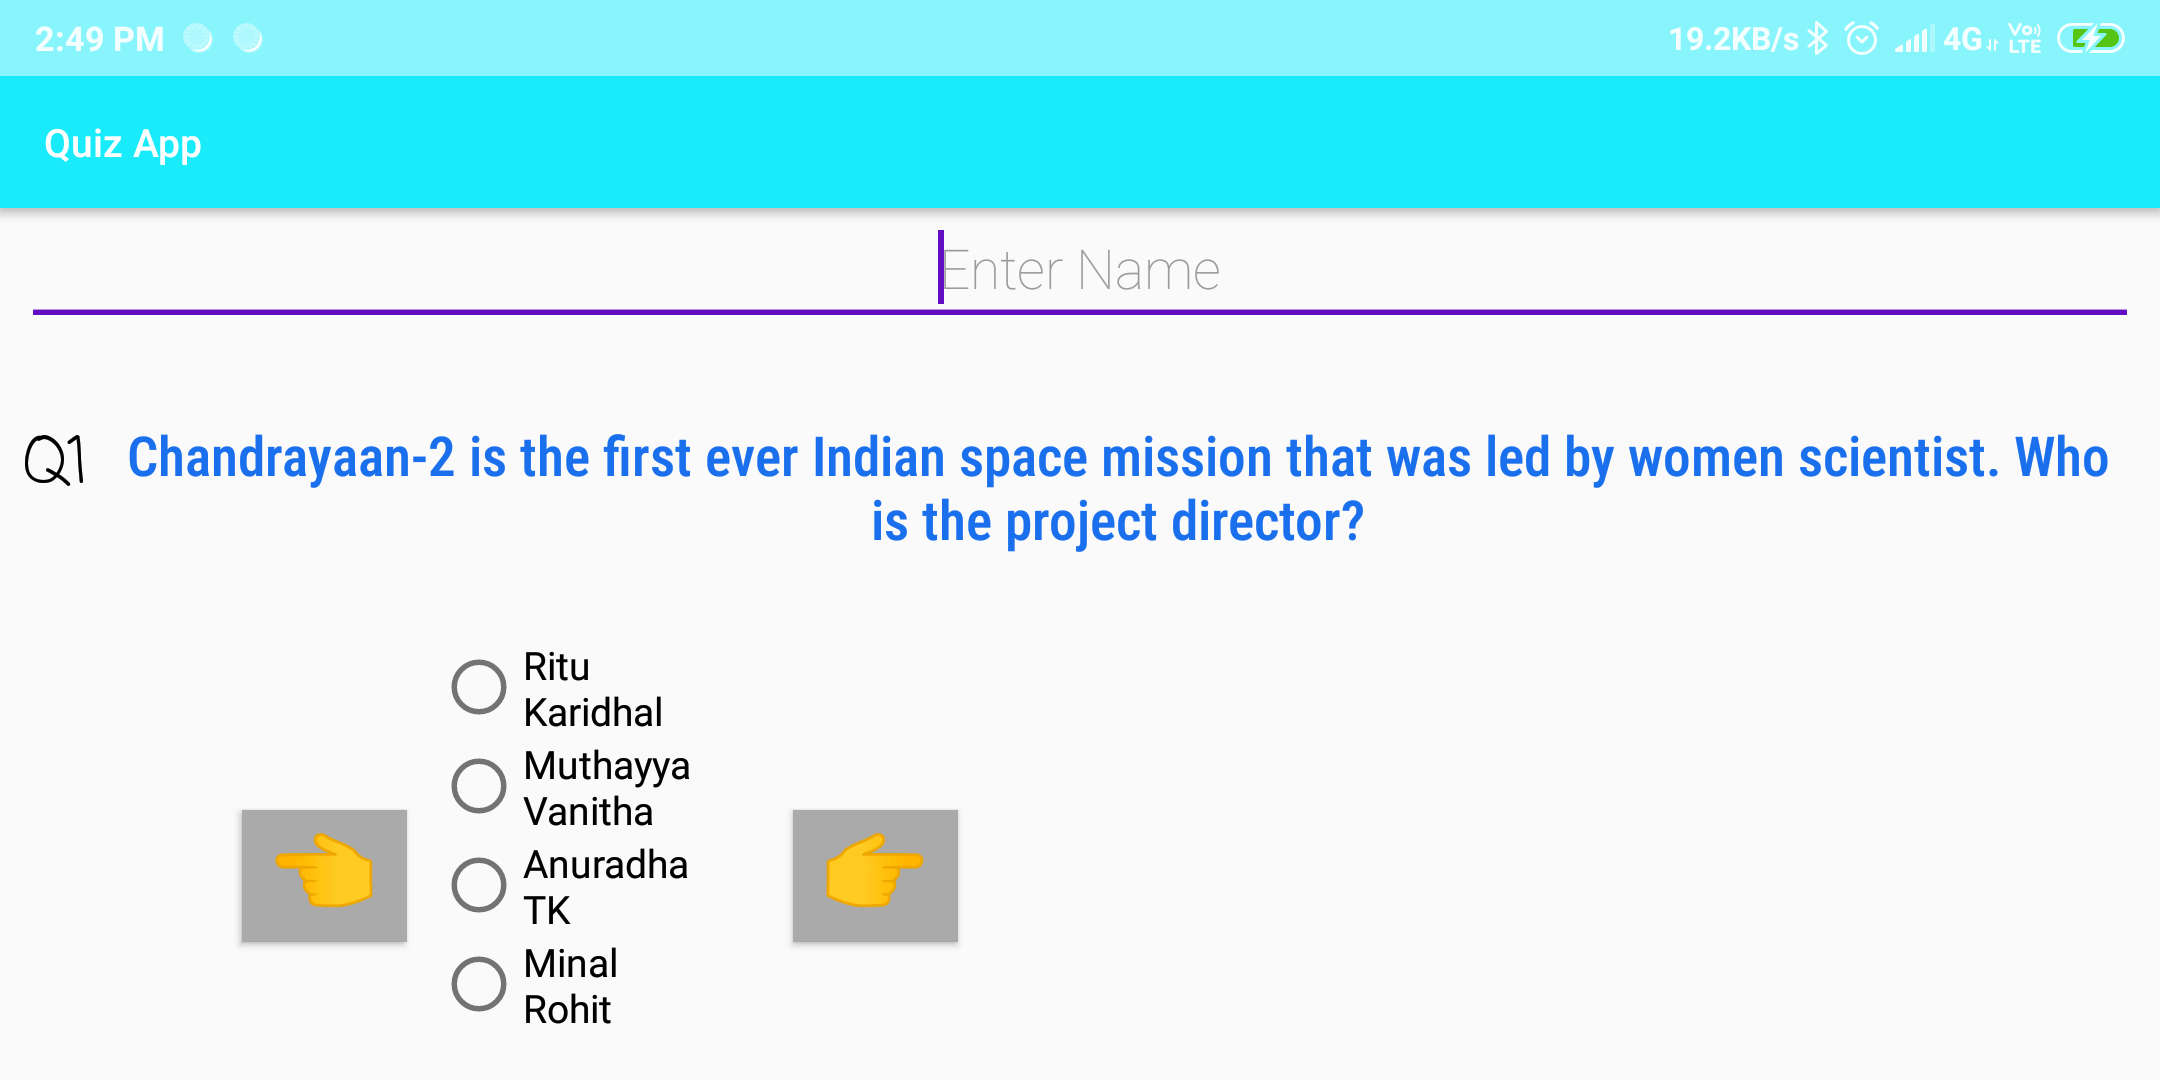 2:49 PM 19.2KB/s 4G Vo)) LTE
Quiz App
Enter Name
Q1 Chandrayaan-2 is the first ever Indian space mission that was led by women scientist. Who
is the project director?
Ritu
Karidhal
Muthayya
Vanitha
Anuradha
TK
Minal
Rohit